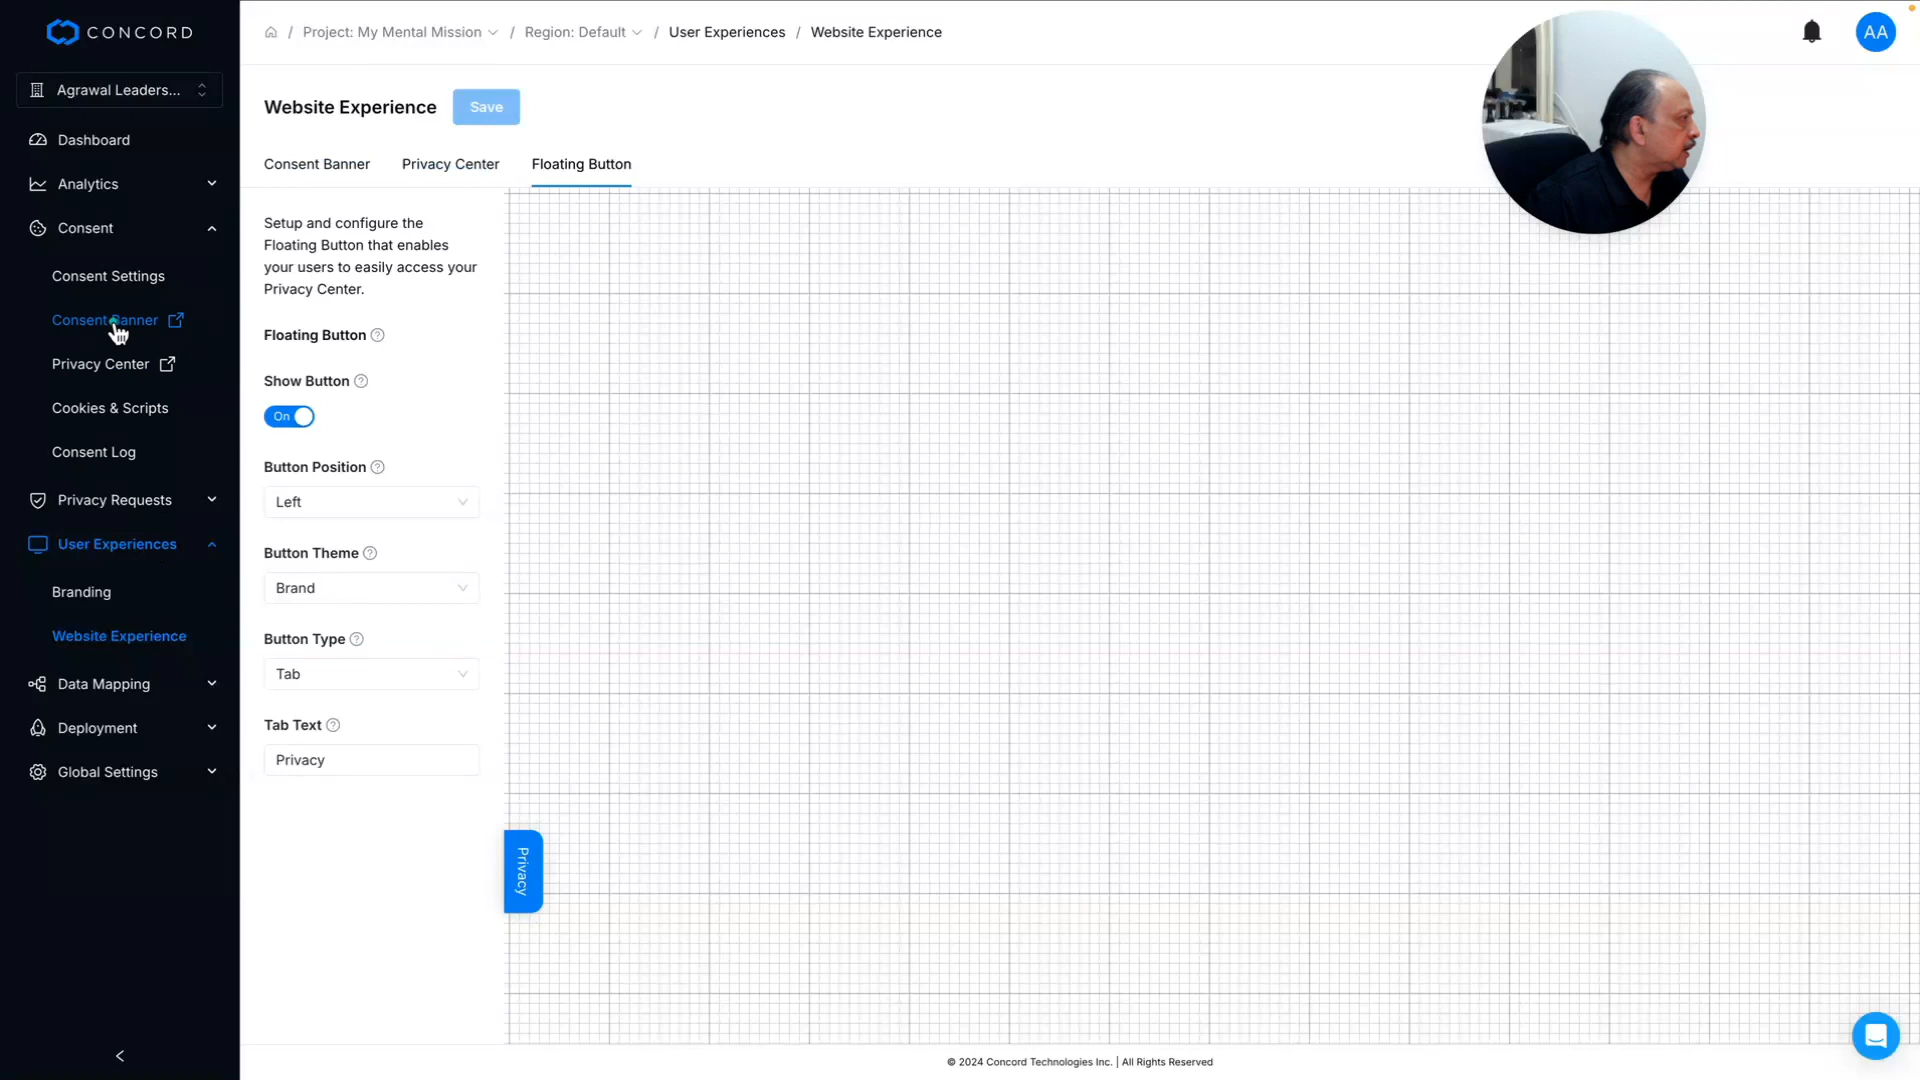 CONCORD
Agrawal Leaders...
Dashboard
Analytics
Consent
Consent Settings
Consent Banner
Privacy Center
Cookies & Scripts
Consent Log
Privacy Requests
User Experiences
Branding
Website Experience
Data Mapping
Deployment
Global Settings
/ Project: My Mental Mission / Region: Default / User Experiences / Website Experience
AA
Website Experience Save
Consent Banner Privacy Center Floating Button
Setup and configure the
Floating Button that enables
your users to easily access your
Privacy Center.
Floating Button
Show Button
On
Button Position
Left
Button Theme
Brand
Button Type
Tab
Tab Text
Privacy
Privacy
© 2024 Concord Technologies Inc. | All Rights Reserved